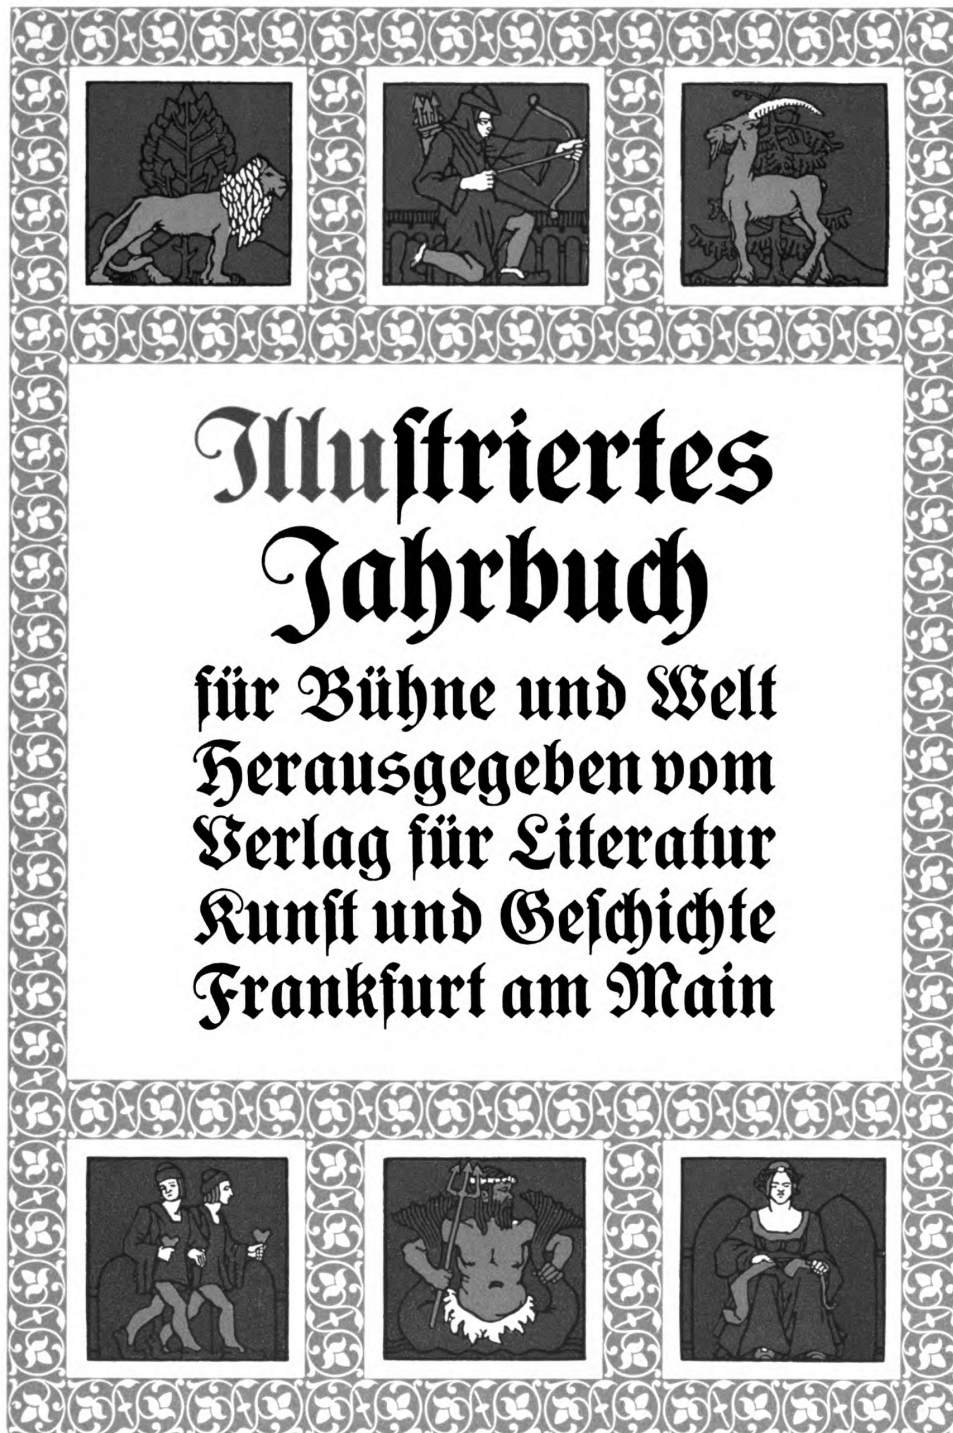 Illuſtriertes
Jahrbuch
für Bühne und Welt
Herausgegeben vom
Verlag für Literatur
Kunſt und Geſchichte
Frankfurt am Main